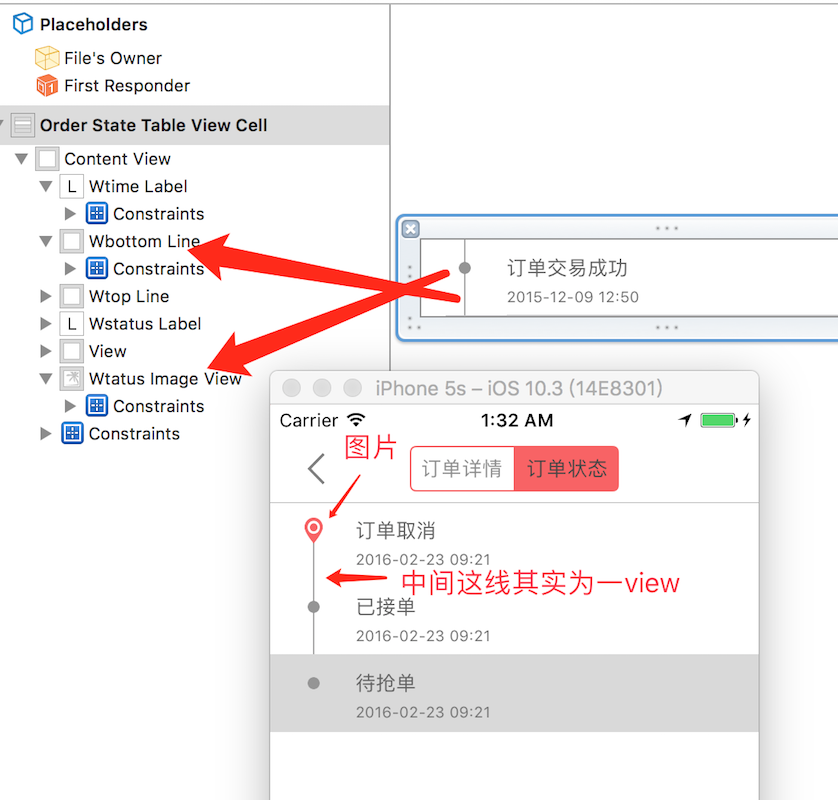 Placeholders
File's Owner
First Responder
Order State Table View Cell
Content View
L Wtime Label
Constraints
Wbottom Line
Constraints
Wtop Line
L Wstatus Label
View
Wtatus Image View
Constraints
Constraints
订单交易成功
2015-12-09 12:50
iPhone 5s – iOS 10.3 (14E8301)
Carrier 1:32 AM
图片
订单详情 订单状态
订单取消
2016-02-23 09:21
中间这线其实为一view
已接单
2016-02-23 09:21
待抢单
2016-02-23 09:21